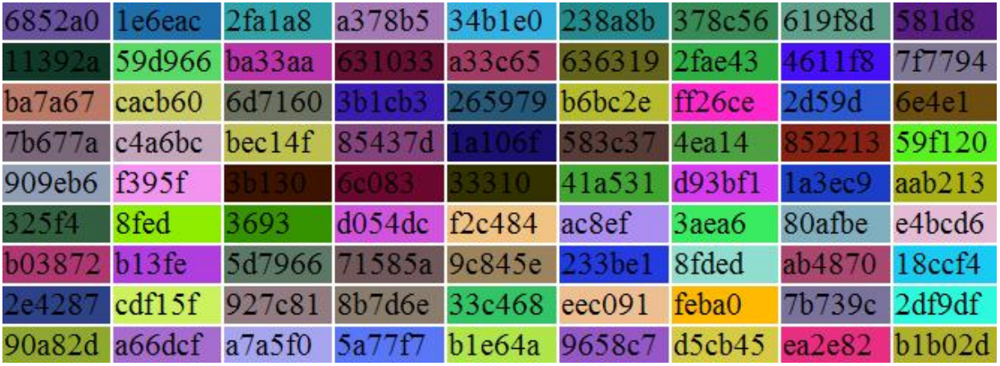 6852a0 1e6eac 2fa1a8 a378b5 34b1e0 238a8b 378c56 619f8d 581d8
11392a 59d966 ba33aa 631033 a33c65 636319 2fae43 4611f8 7f7794
ba7a67 cacb60 6d7160 3b1cb3 265979 b6bc2e ff26ce 2d59d 6e4e1
7b677a c4a6bc bec14f 85437d 1a106f 583c37 4ea14 852213 59f120
909eb6 f395f 3b130 6c083 33310 41a531 d93bf1 1a3ec9 aab213
325f4 8fed 3693 d054dc f2c484 ac8ef 3aea6 80afbe e4bcd6
b03872 b13fe 5d7966 71585a 9c845e 233be1 8fded ab4870 18ccf4
2e4287 cdf15f 927c81 8b7d6e 33c468 eec091 feba0 7b739c 2df9df
90a82d a66dcf a7a5f0 5a77f7 b1e64a 9658c7 d5cb45 ea2e82 b1b02d